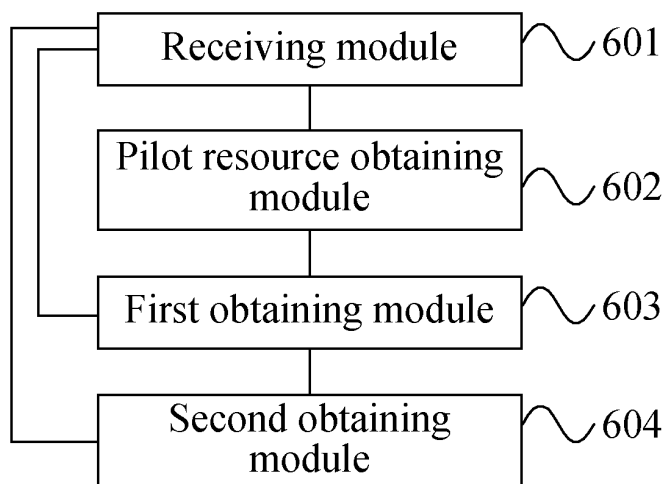 Receiving module 601
Pilot resource obtaining
module 602
First obtaining module 603
Second obtaining
module 604